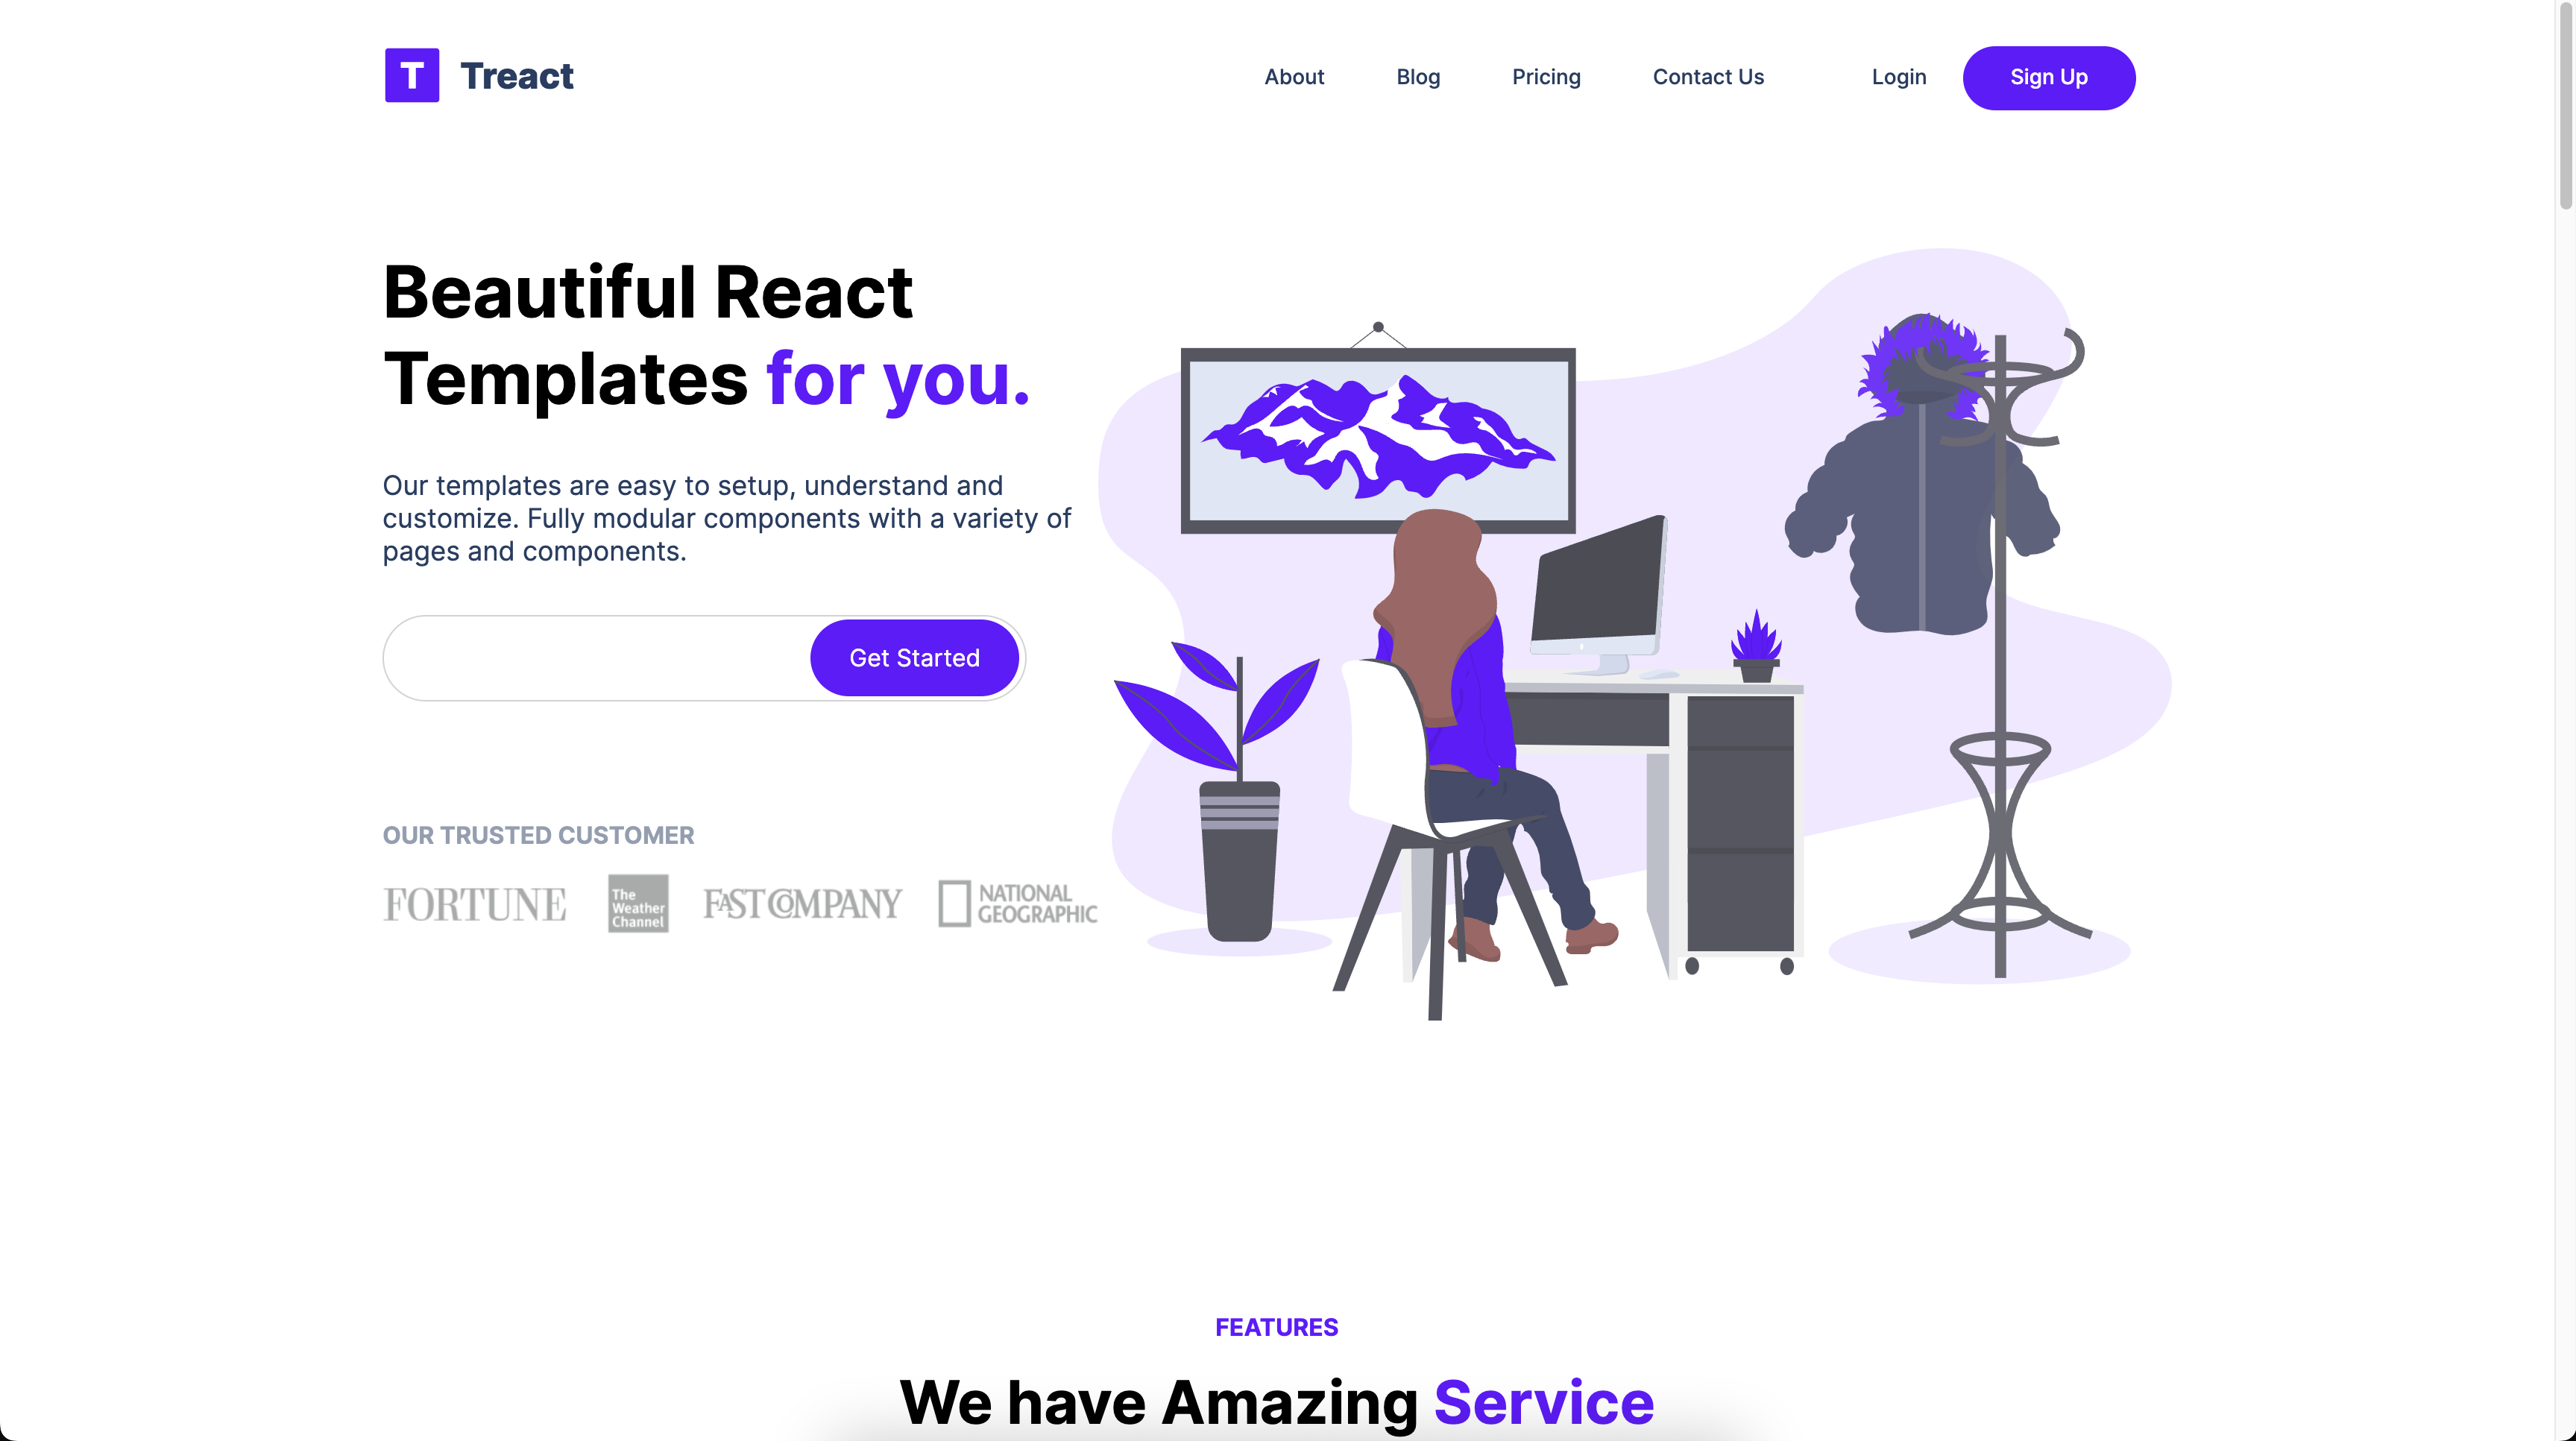 T Treact
About Blog Pricing Contact Us Login Sign Up
Beautiful React
Templates for you.
Our templates are easy to setup, understand and
customize. Fully modular components with a variety of
pages and components.
Get Started
OUR TRUSTED CUSTOMER
FORTUNE
The
Weather
Channel
FAST COMPANY
NATIONAL
GEOGRAPHIC
FEATURES
We have Amazing Service